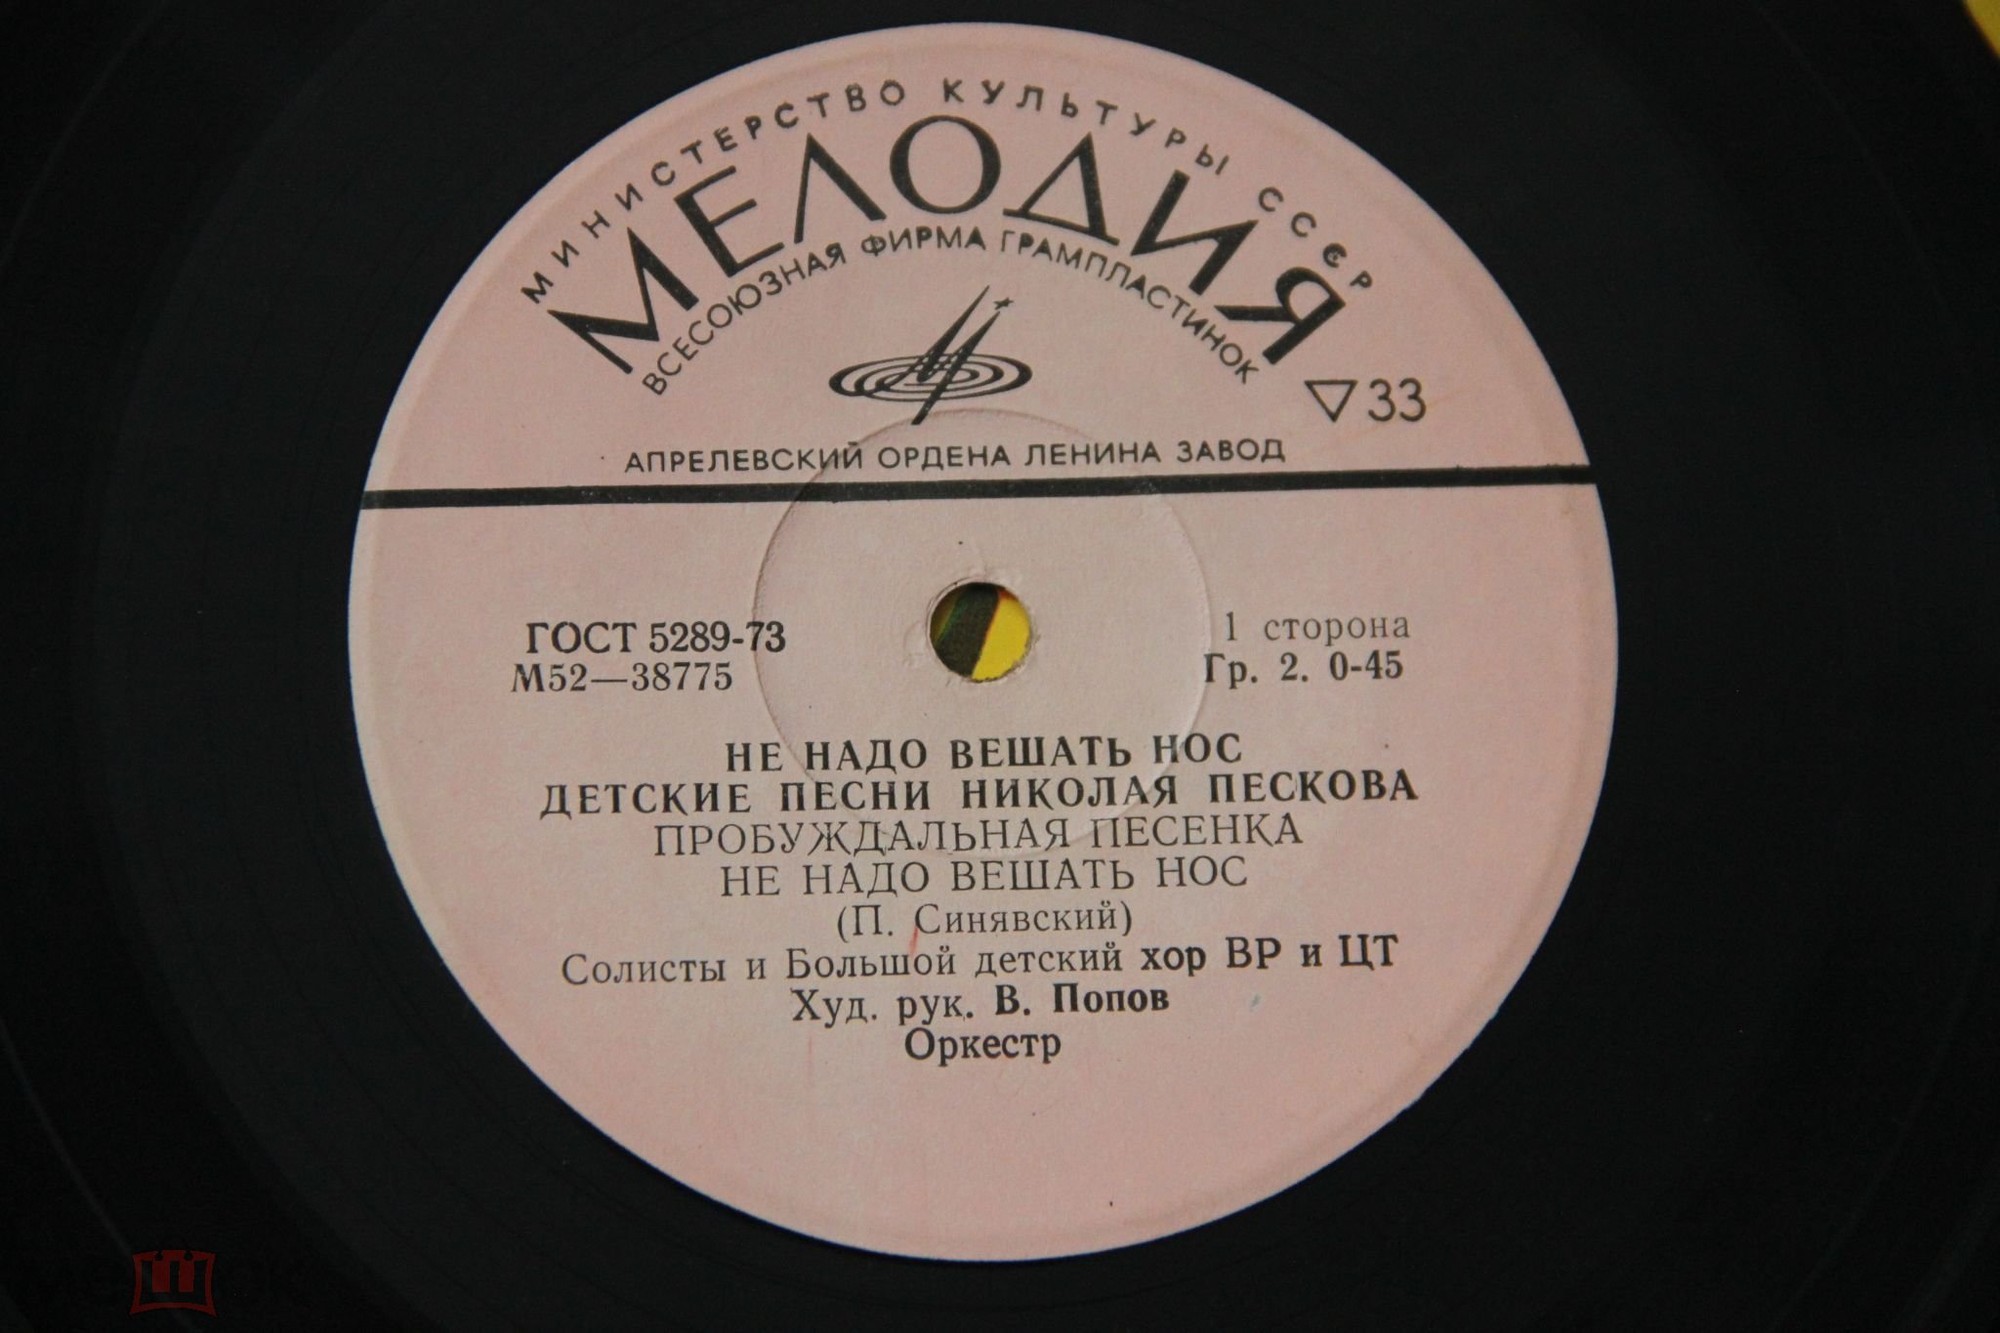 МИНИСТЕРСТВО КУЛЬТУРЫ СССР
МЕЛОДИЯ
ВСЕСОЮЗНАЯ ФИРМА ГРАМПЛАСТИНОК
▽33
АПРЕЛЕВСКИЙ ОРДЕНА ЛЕНИНА ЗАВОД
ГОСТ 5289-73
М52—38775
1 сторона
Гр. 2. 0-45
НЕ НАДО ВЕШАТЬ НОС
ДЕТСКИЕ ПЕСНИ НИКОЛАЯ ПЕСКОВА
ПРОБУЖДАЛЬНАЯ ПЕСЕНКА
НЕ НАДО ВЕШАТЬ НОС
(П. Синявский)
Солисты и Большой детский хор ВР и ЦТ
Худ. рук. В. Попов
Оркестр